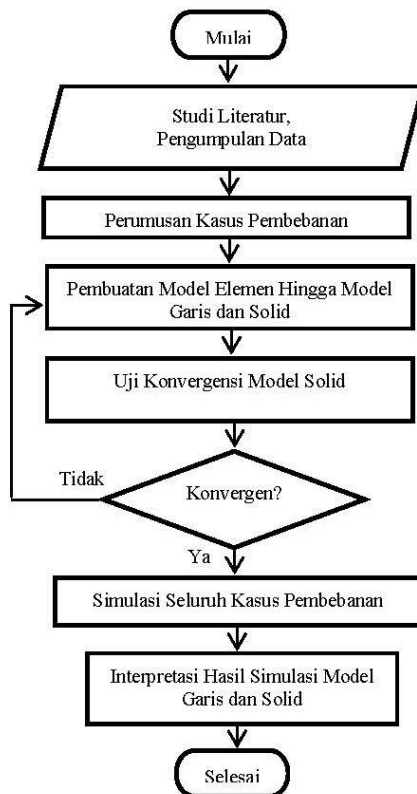 Mulai
Studi Literatur,
Pengumpulan Data
Perumusan Kasus Pembebanan
Pembuatan Model Elemen Hingga Model
Garis dan Solid
Uji Konvergensi Model Solid
Tidak
Konvergen?
Ya
Simulasi Seluruh Kasus Pembebanan
Interpretasi Hasil Simulasi Model
Garis dan Solid
Selesai